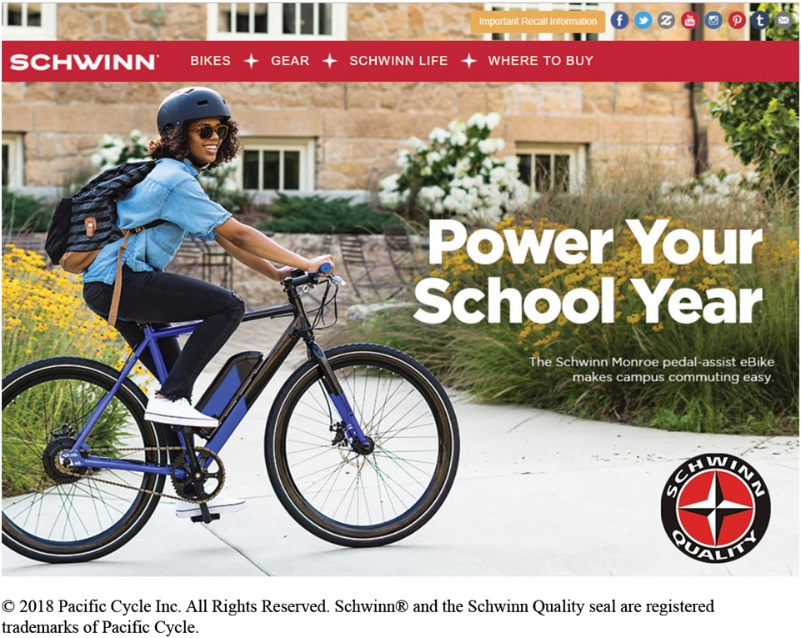 Important Recall Information
SCHWINN®
BIKES GEAR SCHWINN LIFE WHERE TO BUY
Power Your
School Year
The Schwinn Monroe pedal-assist eBike
makes campus commuting easy.
SCHWINN
QUALITY
© 2018 Pacific Cycle Inc. All Rights Reserved. Schwinn® and the Schwinn Quality seal are registered
trademarks of Pacific Cycle.